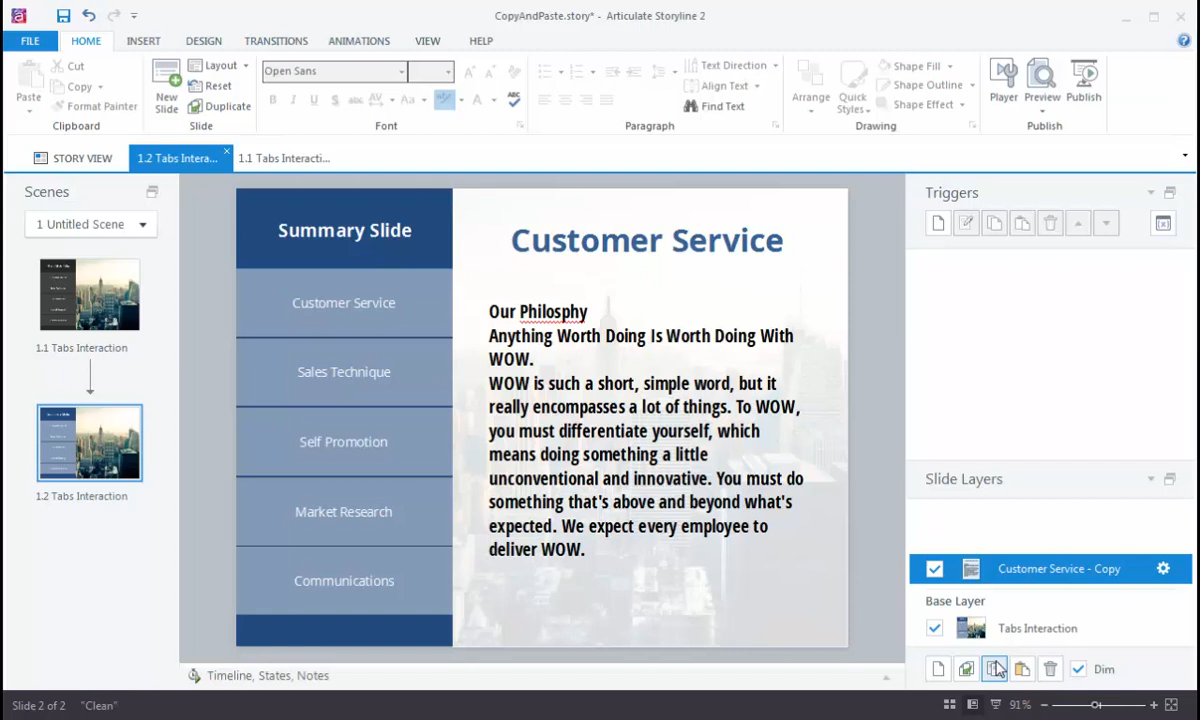 CopyAndPaste.story* - Articulate Storyline 2
FILE
HOME
INSERT
DESIGN
TRANSITIONS
ANIMATIONS
VIEW
HELP
Paste
Cut
Copy
Format Painter
Clipboard
New Slide
Layout
Reset
Duplicate
Slide
Open Sans
B I U S abc AV Aa A ABC
Font
Text Direction
Align Text
Find Text
Paragraph
Arrange
Quick Styles
Shape Fill
Shape Outline
Shape Effect
Drawing
Player
Preview
Publish
Publish
STORY VIEW
1.2 Tabs Intera...
1.1 Tabs Interacti...
Scenes
1 Untitled Scene
1.1 Tabs Interaction
1.2 Tabs Interaction
Summary Slide
Customer Service
Sales Technique
Self Promotion
Market Research
Communications
Customer Service
Our Philosphy
Anything Worth Doing Is Worth Doing With
WOW.
WOW is such a short, simple word, but it
really encompasses a lot of things. To WOW,
you must differentiate yourself, which
means doing something a little
unconventional and innovative. You must do
something that's above and beyond what's
expected. We expect every employee to
deliver WOW.
Triggers
Slide Layers
Customer Service - Copy
Base Layer
Tabs Interaction
Dim
Timeline, States, Notes
Slide 2 of 2
"Clean"
91%